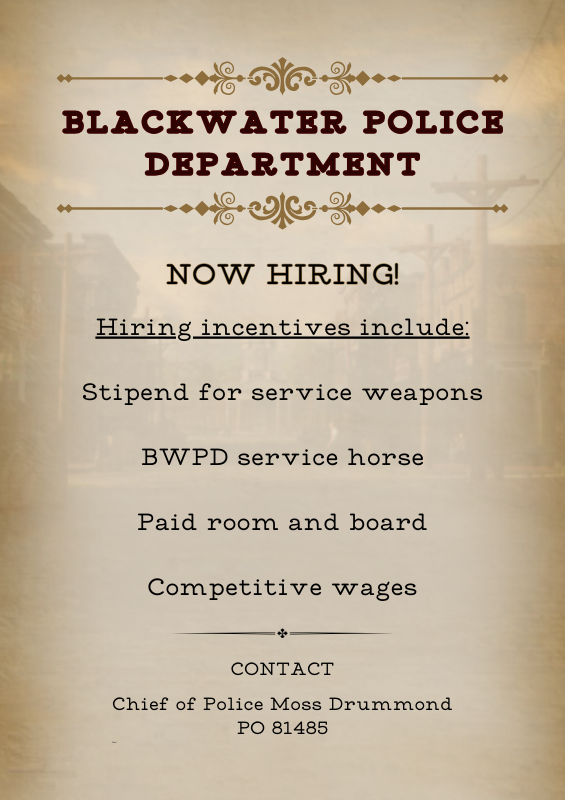 BLACKWATER POLICE
DEPARTMENT
NOW HIRING!
Hiring incentives include:
Stipend for service weapons
BWPD service horse
Paid room and board
Competitive wages
CONTACT
Chief of Police Moss Drummond
PO 81485